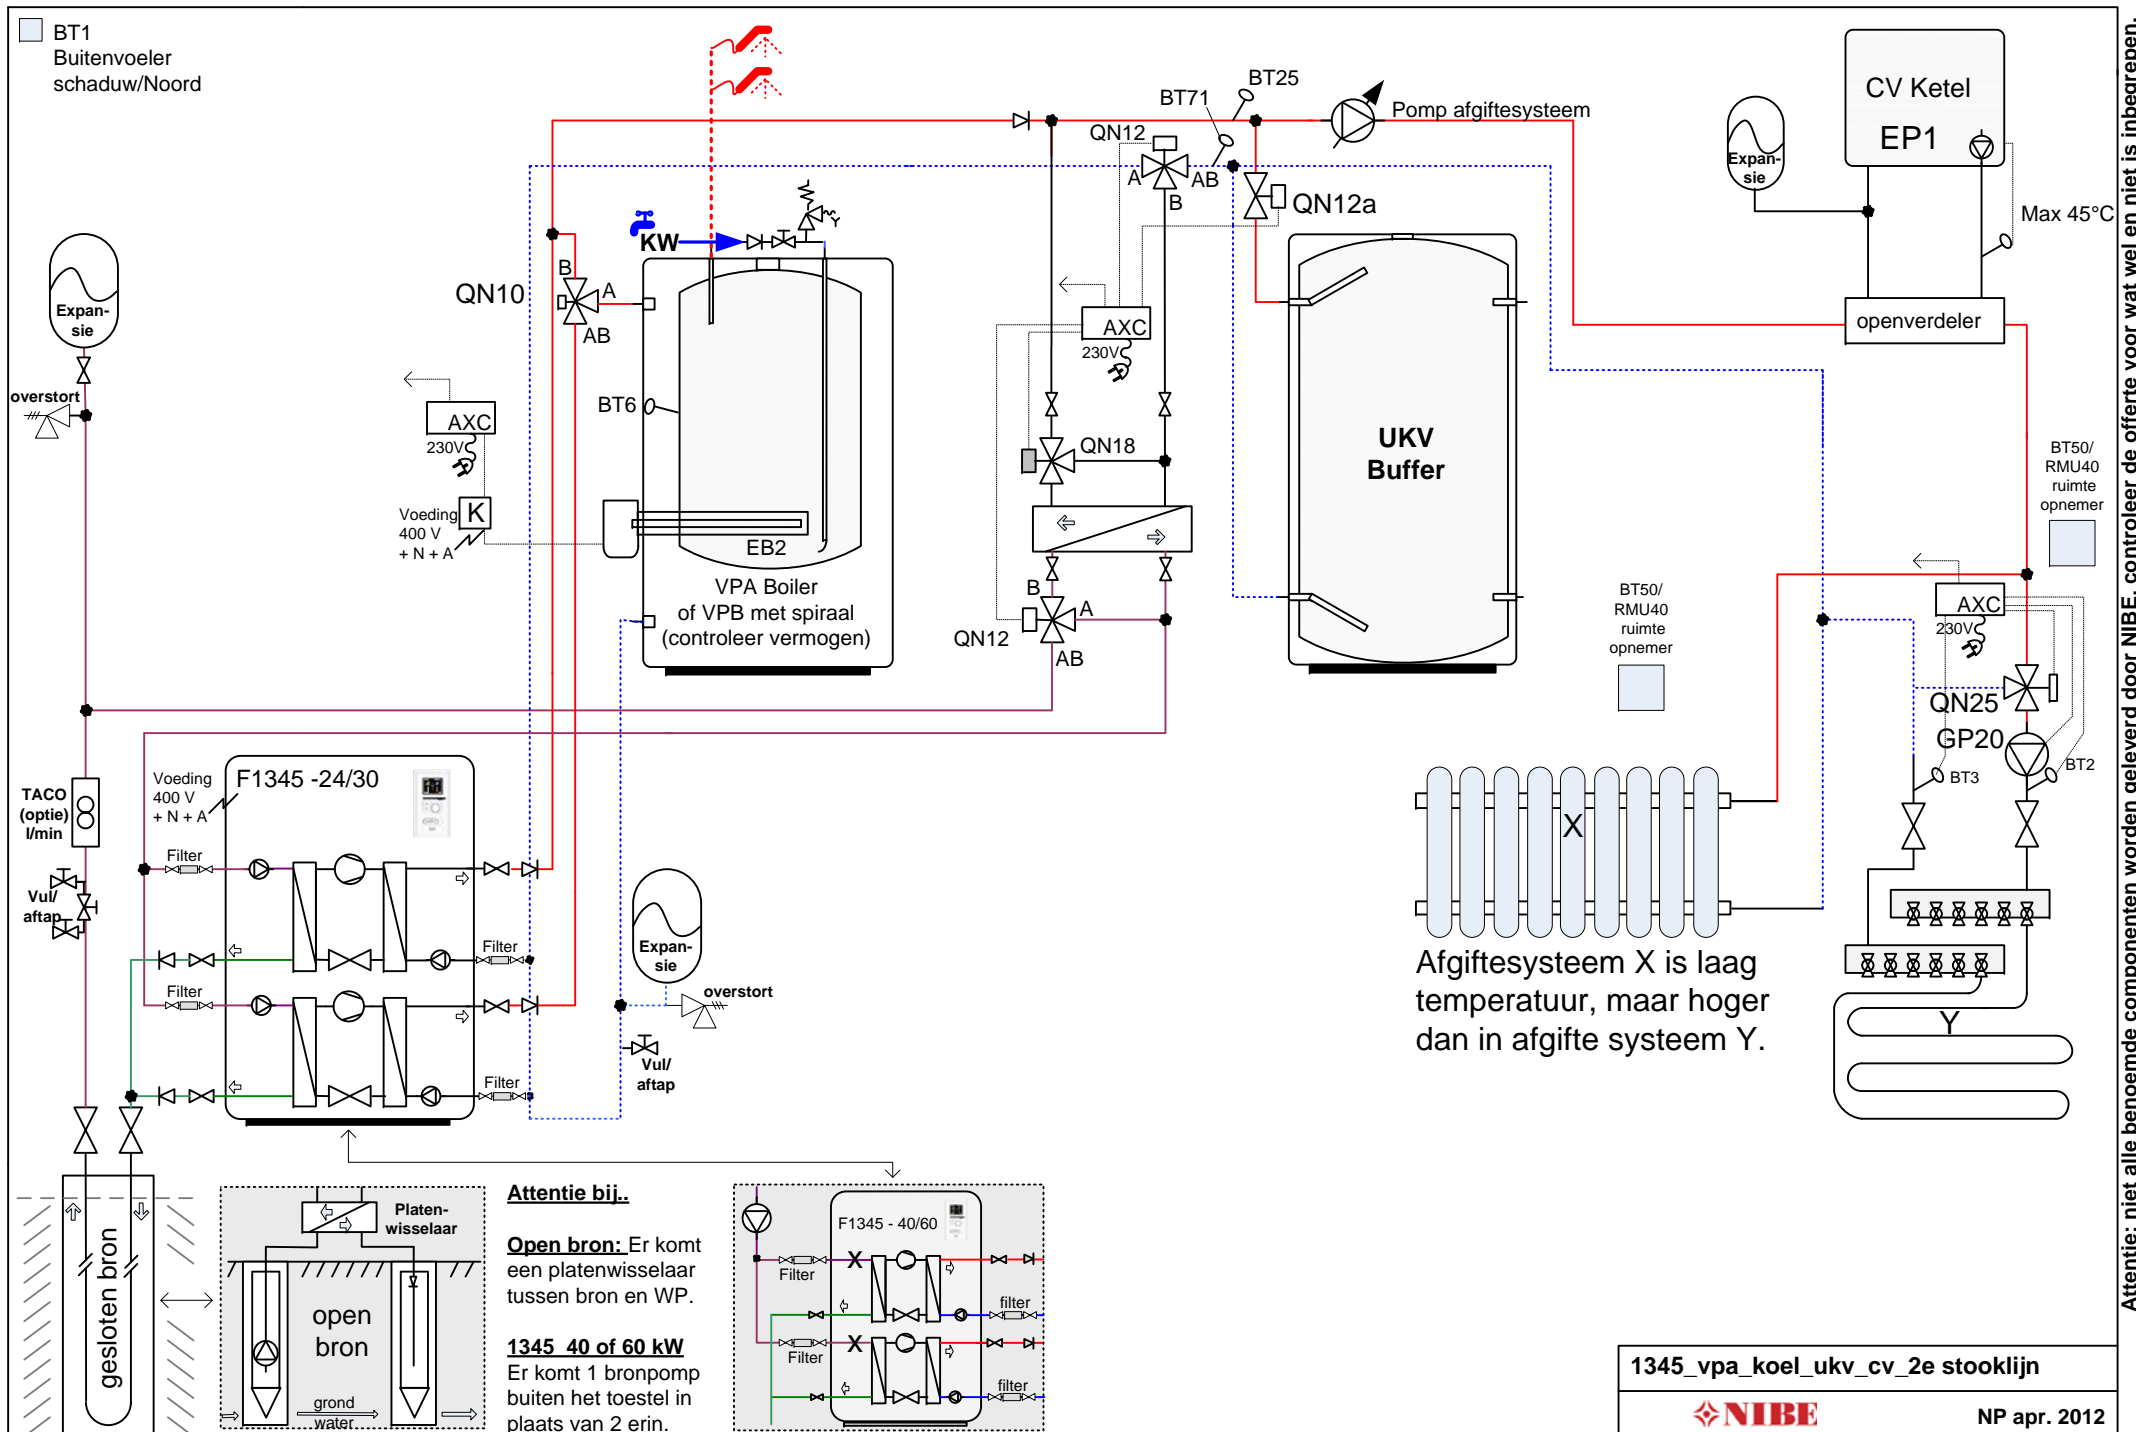 BT1
Buitenvoeler
schaduw/Noord
BT25
BT71
QN12
Pomp afgiftesysteem
CV Ketel
EP1
Expan-
sie
Max 45°C
A
AB
B
QN12a
KW
QN10
B
A
AB
Expan-
sie
overstort
AXC
230V
openverdeler
BT6
AXC
230V
QN18
UKV
Buffer
BT50/
RMU40
ruimte
opnemer
Voeding
400 V
+ N + A
K
EB2
VPA Boiler
of VPB met spiraal
(controleer vermogen)
B
A
QN12
AB
BT50/
RMU40
ruimte
opnemer
AXC
230V
QN25
GP20
BT3
BT2
TACO
(optie)
l/min
Voeding
400 V
+ N + A
F1345 -24/30
Filter
Vul/
aftap
Filter
Filter
Filter
Expan-
sie
overstort
Vul/
aftap
X
Afgiftesysteem X is laag
temperatuur, maar hoger
dan in afgifte systeem Y.
Y
gesloten bron
Platen-
wisselaar
open
bron
grond
water
Attentie bij..
Open bron: Er komt
een platenwisselaar
tussen bron en WP.
1345 40 of 60 kW
Er komt 1 bronpomp
buiten het toestel in
plaats van 2 erin.
F1345 - 40/60
Filter
X
filter
Filter
X
filter
1345_vpa_koel_ukv_cv_2e stooklijn
NIBE
NP apr. 2012
Attentie: niet alle benoemde componenten worden geleverd door NIBE, controleer de offerte voor wat wel en niet is inbegrepen.